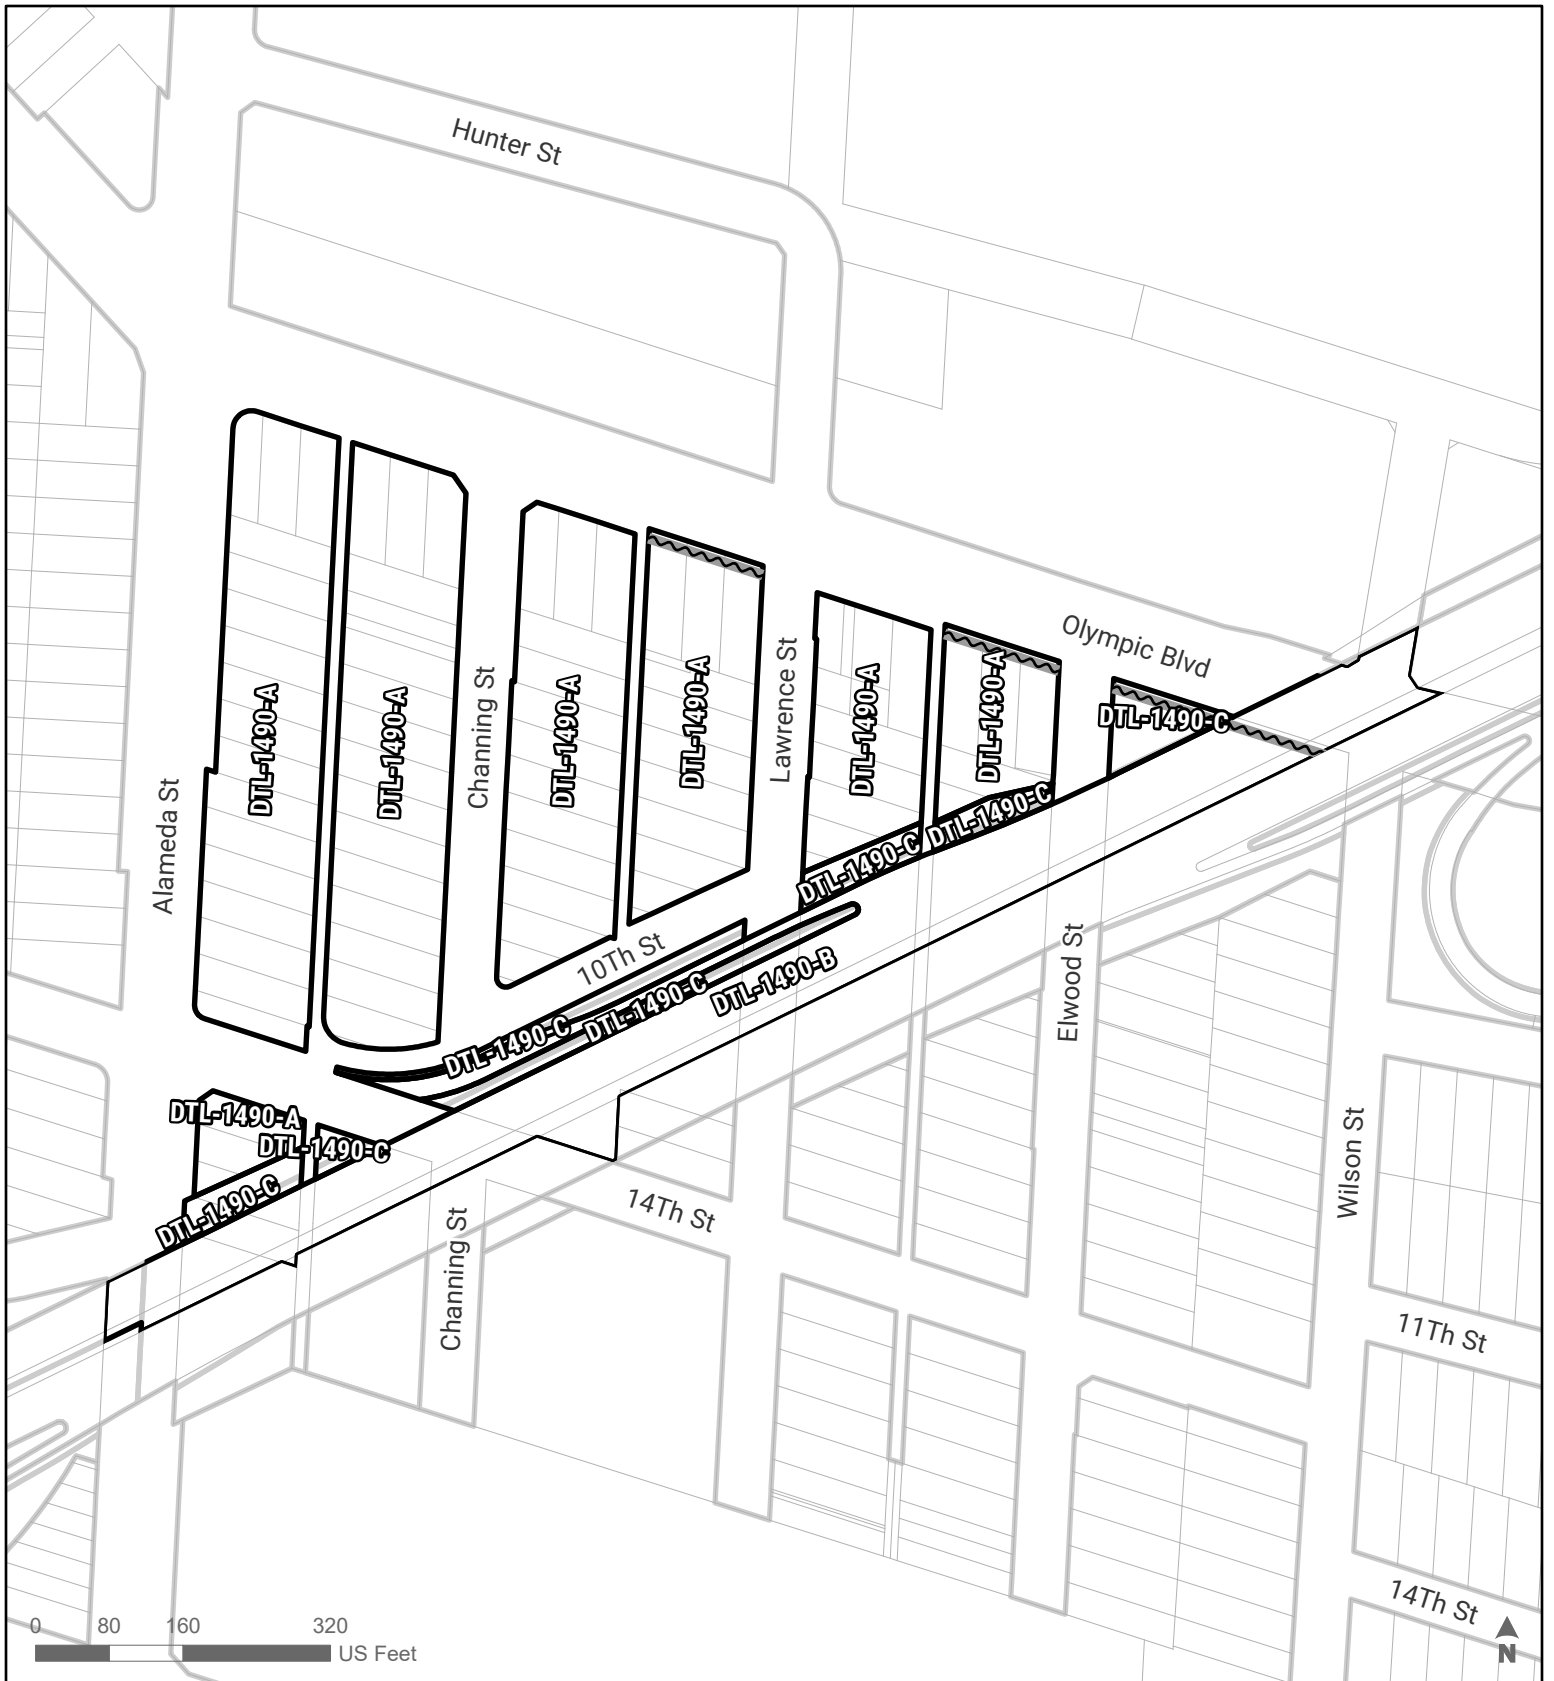 Hunter St
Olympic Blvd
DTL-1490-A
DTL-1490-A
Channing St
DTL-1490-A
DTL-1490-A
Lawrence St
DTL-1490-A
DTL-1490-A
DTL-1490-C
Alameda St
DTL-1490-C
DTL-1490-C
10Th St
DTL-1490-C
DTL-1490-C
DTL-1490-B
Elwood St
DTL-1490-A
DTL-1490-C
DTL-1490-C
14Th St
Channing St
Wilson St
11Th St
14Th St
0 80 160 320
US Feet
N